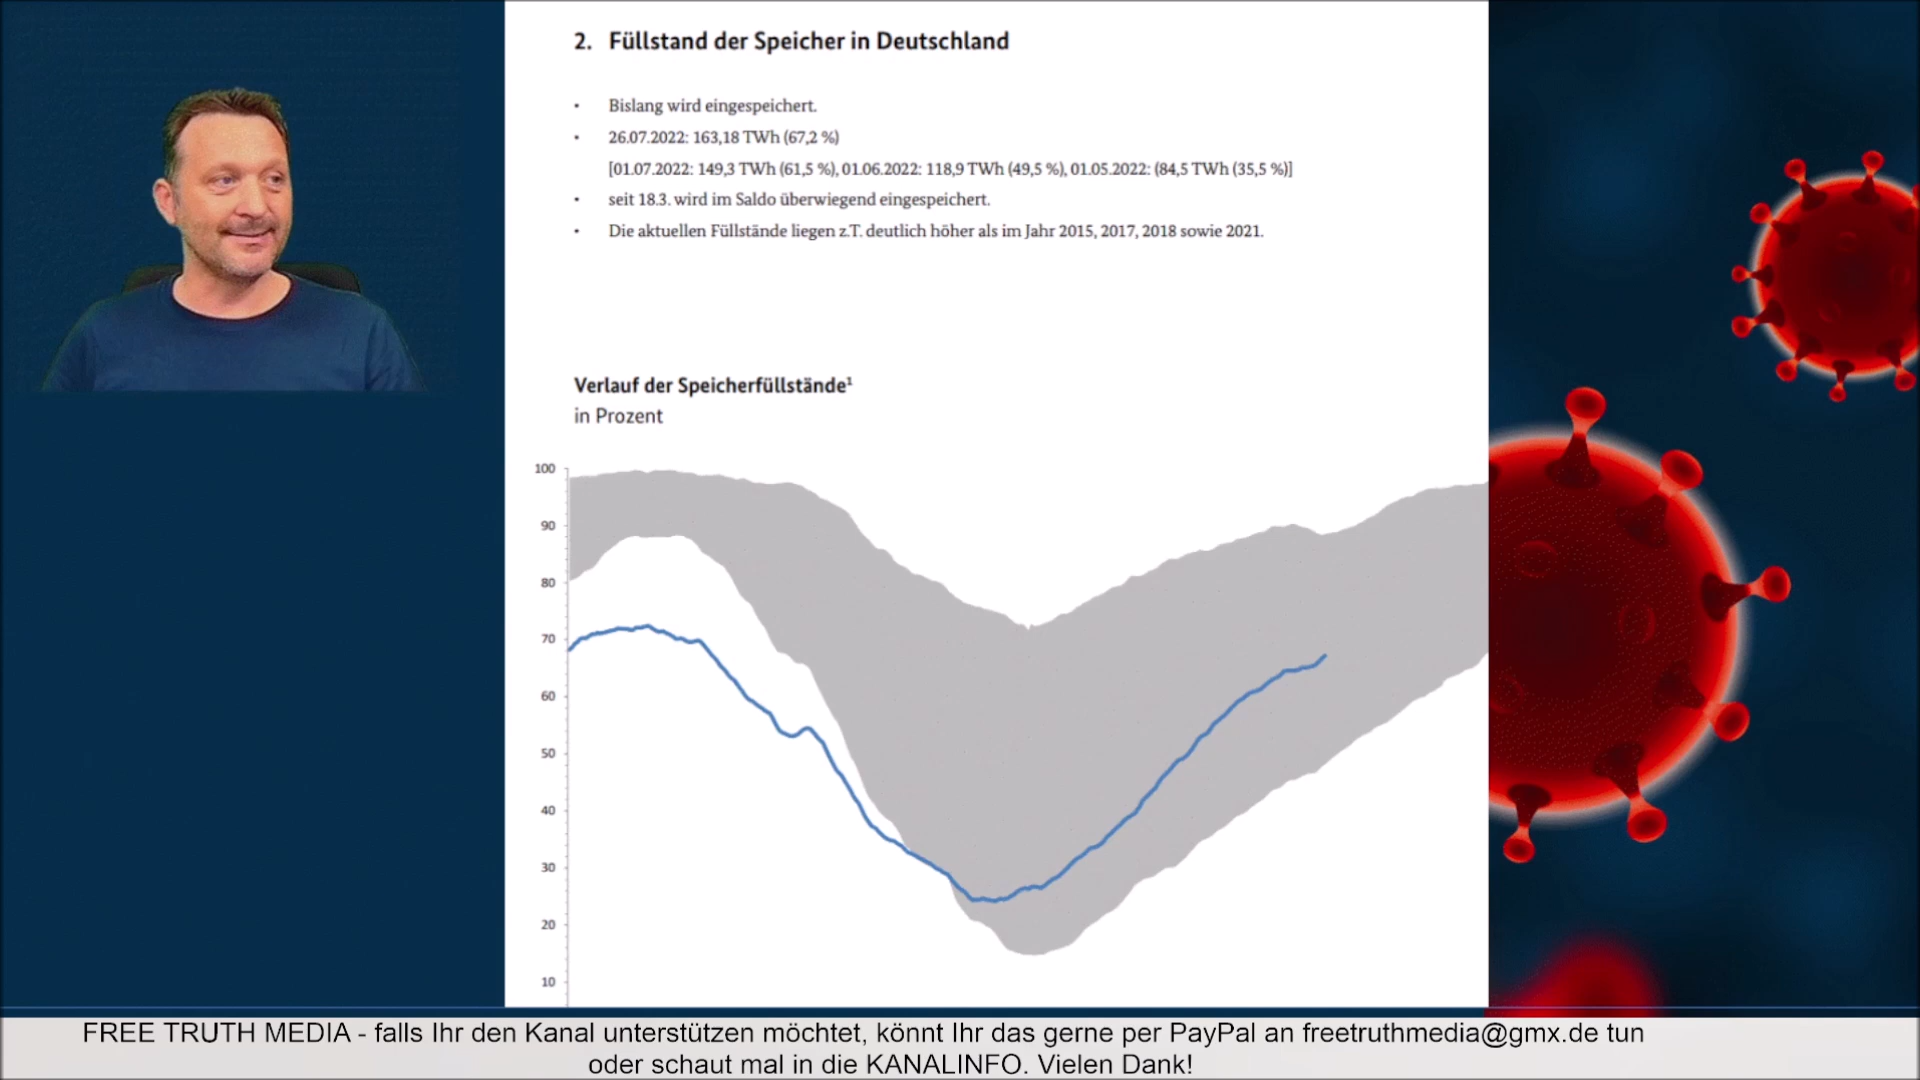 2. Füllstand der Speicher in Deutschland
• Bislang wird eingespeichert.
• 26.07.2022: 163,18 TWh (67,2 %)
[01.07.2022: 149,3 TWh (61,5 %), 01.06.2022: 118,9 TWh (49,5 %), 01.05.2022: (84,5 TWh (35,5 %)]
• seit 18.3. wird im Saldo überwiegend eingespeichert.
• Die aktuellen Füllstände liegen z.T. deutlich höher als im Jahr 2015, 2017, 2018 sowie 2021.
Verlauf der Speicherfüllstände¹
in Prozent
100
90
80
70
60
50
40
30
20
10
FREE TRUTH MEDIA - falls Ihr den Kanal unterstützen möchtet, könnt Ihr das gerne per PayPal an freetruthmedia@gmx.de tun
oder schaut mal in die KANALINFO. Vielen Dank!